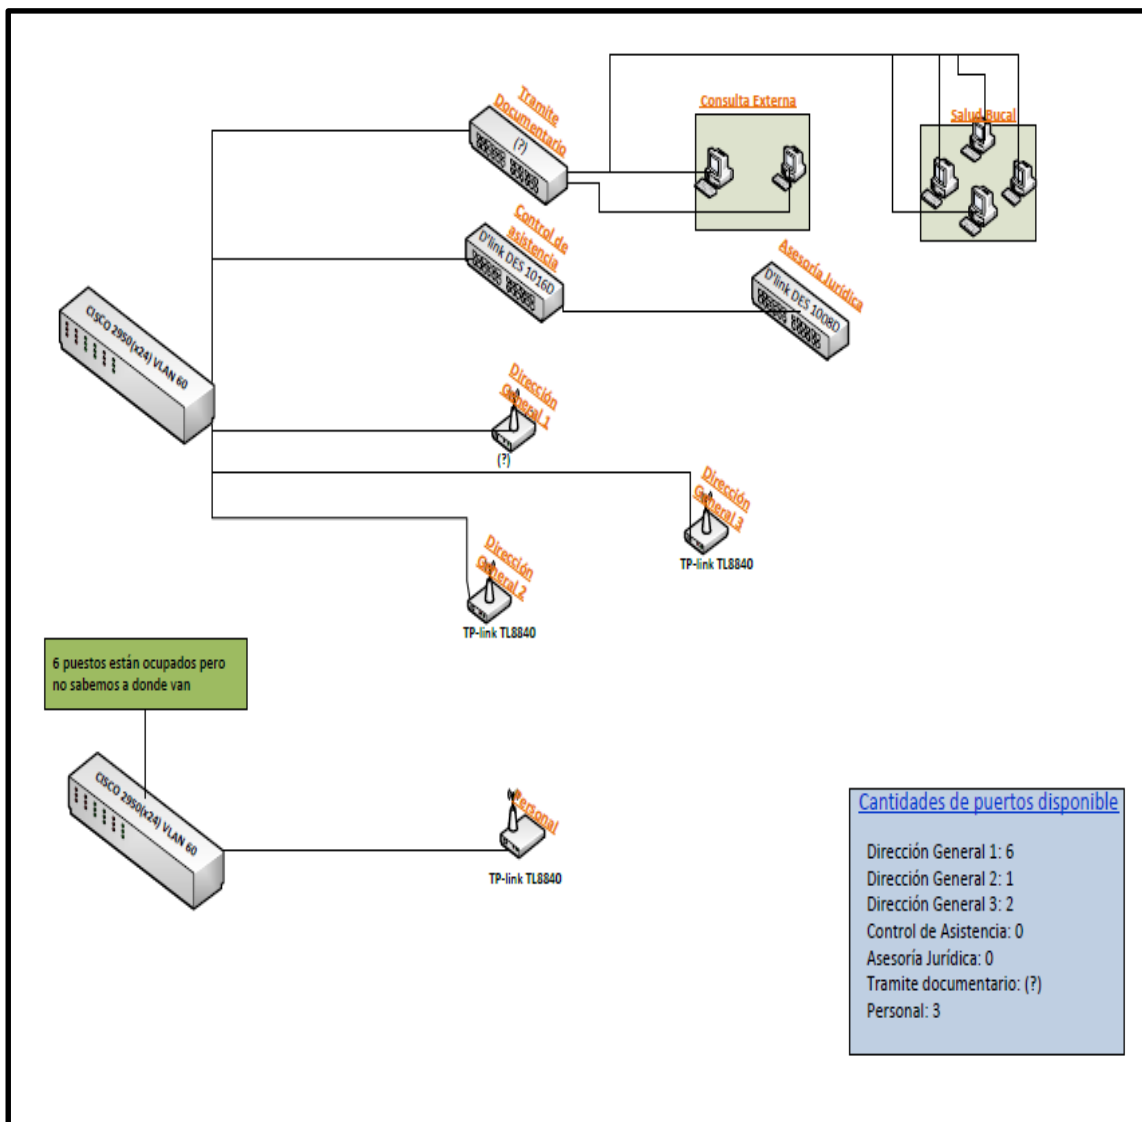 Tramite
Documentario
(?)
Consulta Externa
Salud Bucal
Control de
asistencia
D'link DES 1016D
Asesoría Jurídica
D'link DES 1008D
CISCO 2950(x24) VLAN 60
Dirección
General 1
(?)
Dirección
General 3
TP-link TL8840
Dirección
General 2
TP-link TL8840
6 puestos están ocupados pero
no sabemos a donde van
CISCO 2950(x24) VLAN 60
Personal
TP-link TL8840
Cantidades de puertos disponible
Dirección General 1: 6
Dirección General 2: 1
Dirección General 3: 2
Control de Asistencia: 0
Asesoría Jurídica: 0
Tramite documentario: (?)
Personal: 3